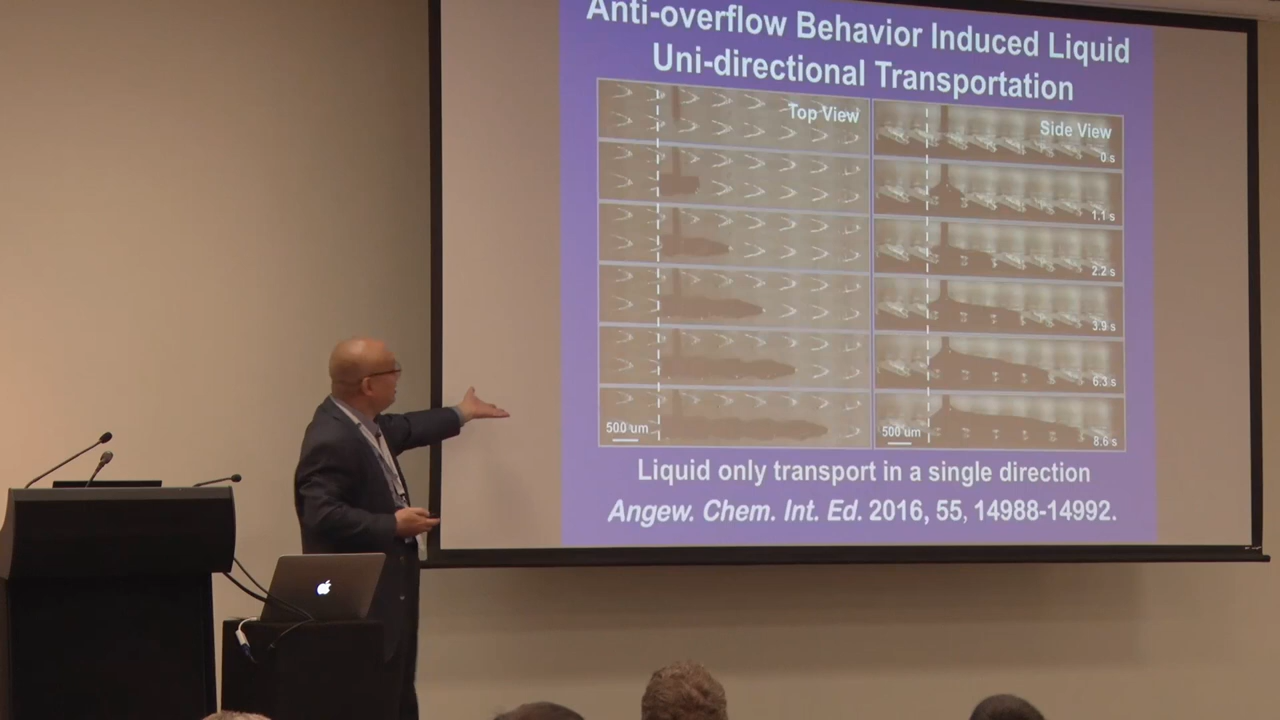 Anti-overflow Behavior Induced Liquid
Uni-directional Transportation
Top View
Side View
0 s
1.1 s
2.2 s
3.9 s
6.3 s
8.6 s
500 um
500 um
Liquid only transport in a single direction
Angew. Chem. Int. Ed. 2016, 55, 14988-14992.